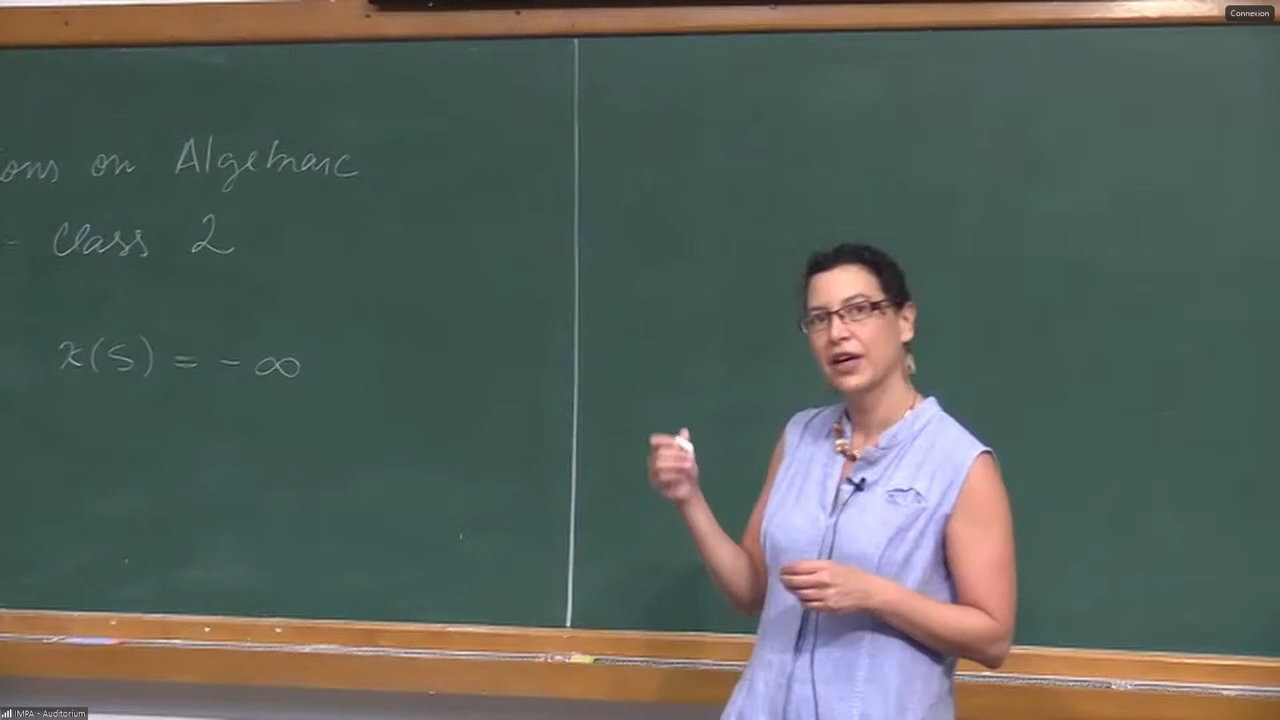 Connexion
ons on Algebraic
- Class 2
κ(S) = - ∞
IMPA - Auditorium